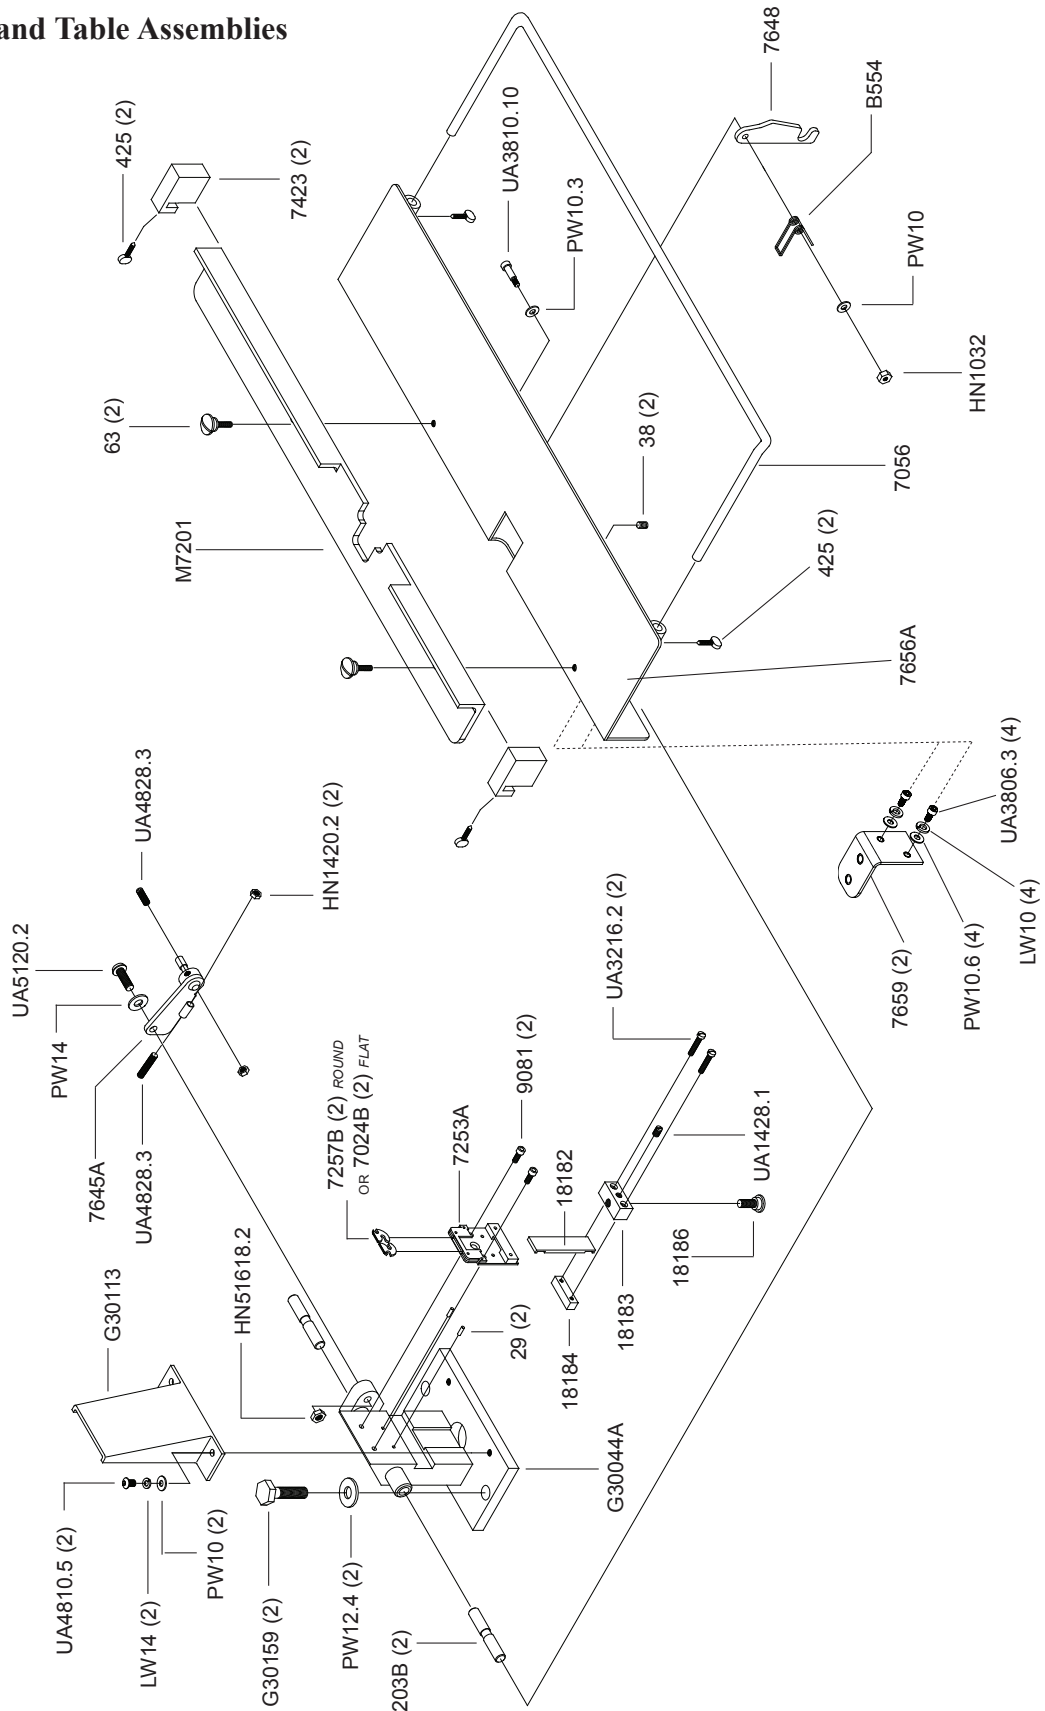 and Table Assemblies
7648
B554
425 (2)
7423 (2)
UA3810.10
PW10.3
PW10
HN1032
63 (2)
38 (2)
7056
M7201
425 (2)
7656A
UA4828.3
HN1420.2 (2)
UA5120.2
PW14
7645A
UA4828.3
UA3806.3 (4)
LW10 (4)
PW10.6 (4)
7659 (2)
UA3216.2 (2)
7257B (2) ROUND
OR 7024B (2) FLAT
9081 (2)
7253A
18182
UA1428.1
18186
18183
18184
29 (2)
G30113
HN51618.2
G30044A
UA4810.5 (2)
LW14 (2)
PW10 (2)
G30159 (2)
PW12.4 (2)
203B (2)